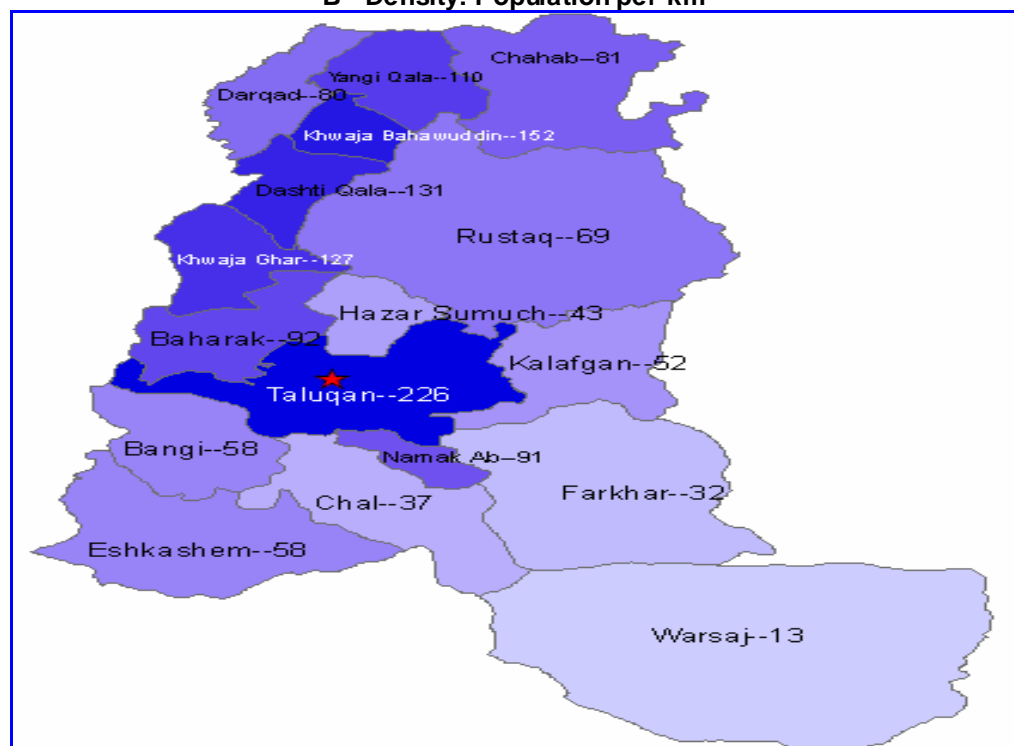 B - Density: Population per km
Chahab--81
Yangi Qala--110
Darqad--80
Khwaja Bahawuddin--152
Dashti Qala--131
Rustaq--69
Khwaja Ghar--127
Hazar Sumuch--43
Baharak--92
Kalafgan--52
Taluqan--226
Bangi--58
Namak Ab--91
Farkhar--32
Chal--37
Eshkashem--58
Warsaj--13